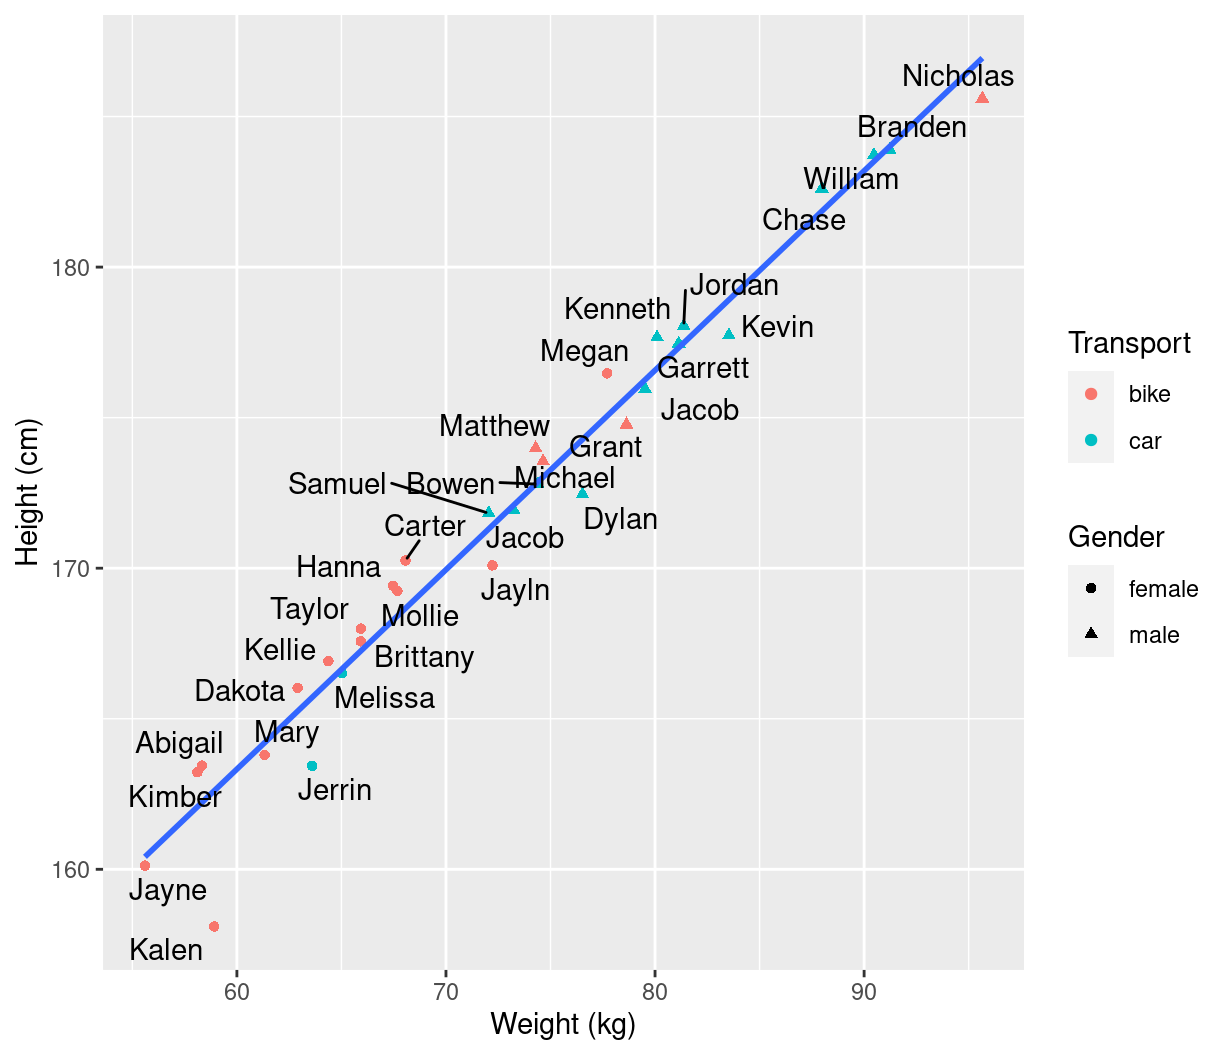 Nicholas
Branden
William
Chase
180
Jordan
Kenneth
Kevin
Megan
Garrett
Jacob
Matthew
Grant
Michael
Samuel
Bowen
Dylan
Carter
Jacob
170
Hanna
Jayln
Taylor
Mollie
Kellie
Brittany
Dakota
Melissa
Mary
Abigail
Jerrin
Kimber
160
Jayne
Kalen
60
70
80
90
Weight (kg)
Height (cm)
Transport
bike
car
Gender
female
male